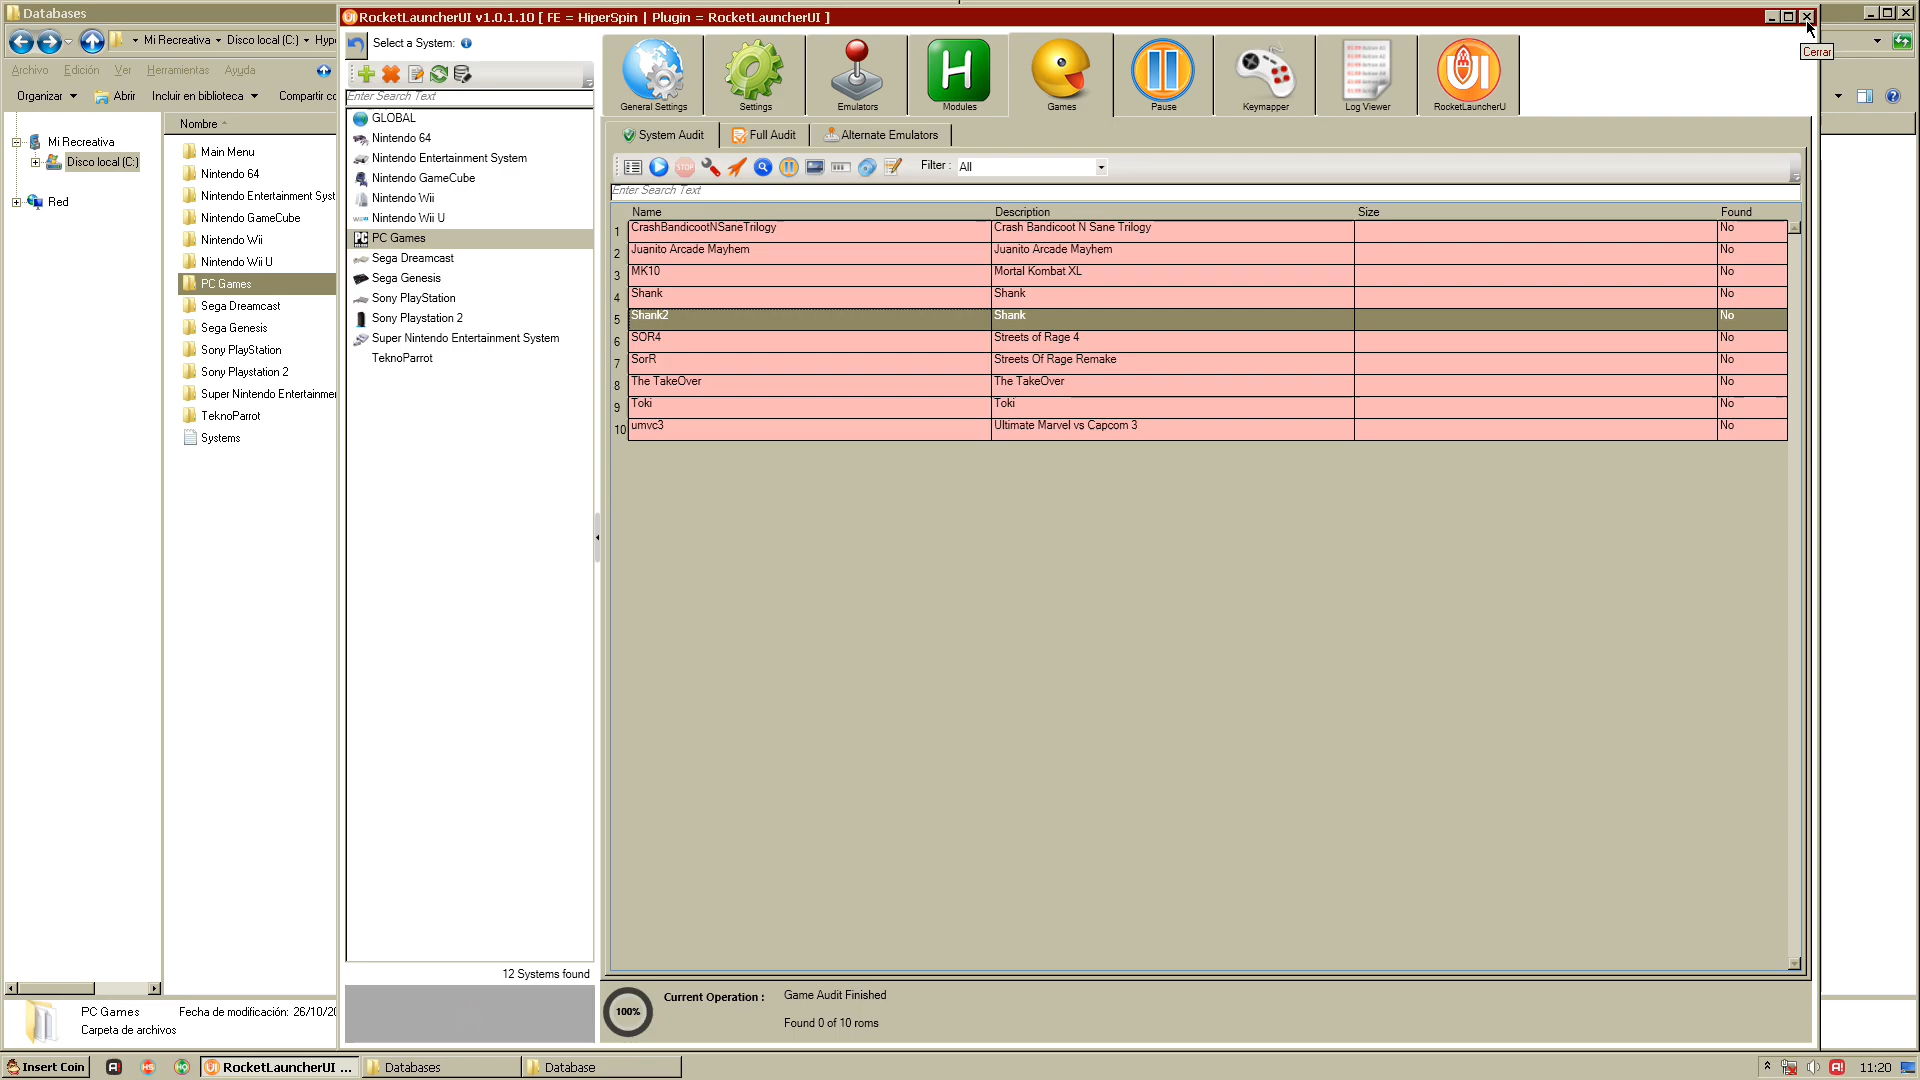 Databases
Mi Recreativa
Disco local (C:)
Hyp
Archivo
Edición
Ver
Herramientas
Ayuda
Organizar
Abrir
Incluir en biblioteca
Compartir co
Mi Recreativa
Disco local (C:)
Red
Nombre
Main Menu
Nintendo 64
Nintendo Entertainment Syst
Nintendo GameCube
Nintendo Wii
Nintendo Wii U
PC Games
Sega Dreamcast
Sega Genesis
Sony PlayStation
Sony Playstation 2
Super Nintendo Entertainme
TeknoParrot
Systems
PC Games
Fecha de modificación: 26/10/20
Carpeta de archivos
RocketLauncherUI v1.0.1.10 [ FE = HiperSpin | Plugin = RocketLauncherUI ]
Cerrar
Select a System:
Enter Search Text
GLOBAL
Nintendo 64
Nintendo Entertainment System
Nintendo GameCube
Nintendo Wii
Nintendo Wii U
PC Games
Sega Dreamcast
Sega Genesis
Sony PlayStation
Sony Playstation 2
Super Nintendo Entertainment System
TeknoParrot
12 Systems found
General Settings
Settings
Emulators
Modules
Games
Pause
Keymapper
Log Viewer
RocketLauncherU
System Audit
Full Audit
Alternate Emulators
STOP
Filter :
All
Enter Search Text
Name Description Size Found
1 CrashBandicootNSaneTrilogy Crash Bandicoot N Sane Trilogy No
2 Juanito Arcade Mayhem Juanito Arcade Mayhem No
3 MK10 Mortal Kombat XL No
4 Shank Shank No
5 Shank2 Shank No
6 SOR4 Streets of Rage 4 No
7 SorR Streets Of Rage Remake No
8 The TakeOver The TakeOver No
9 Toki Toki No
10 umvc3 Ultimate Marvel vs Capcom 3 No
100%
Current Operation :
Game Audit Finished
Found 0 of 10 roms
Insert Coin
RocketLauncherUI ...
Databases
Database
11:20